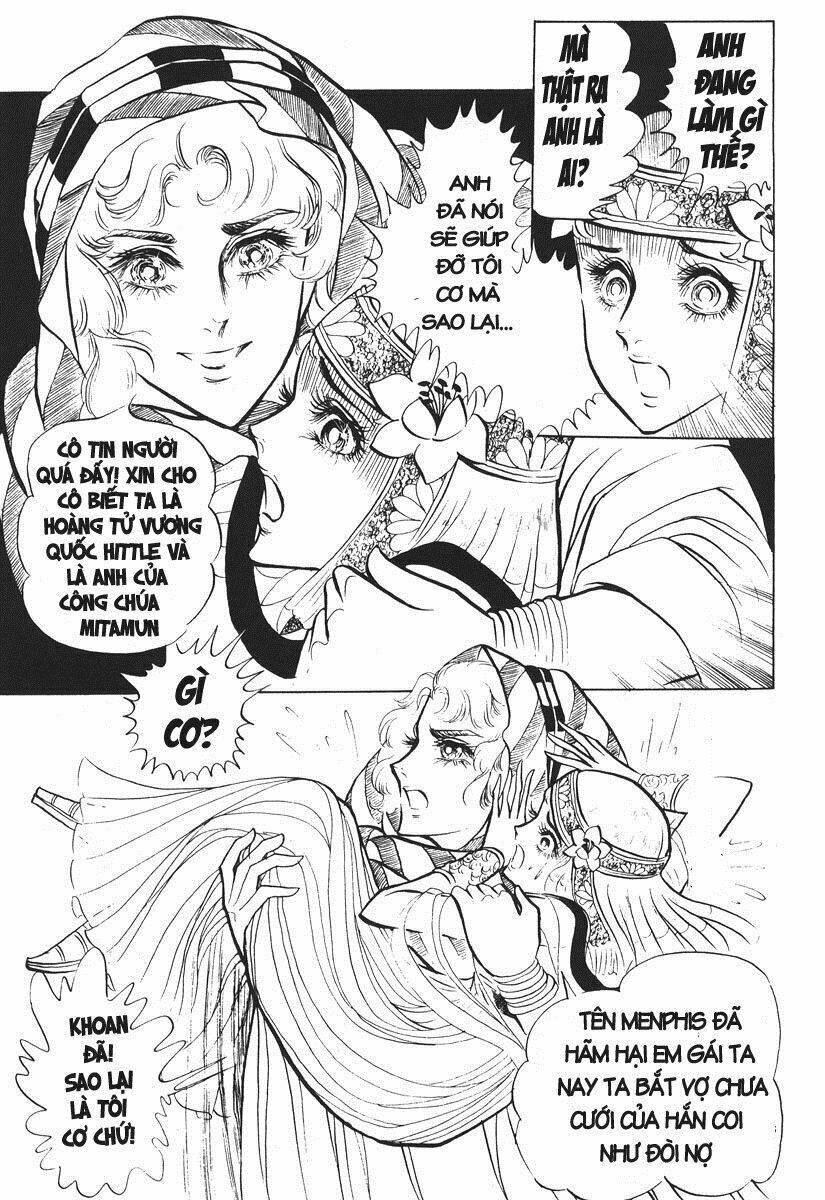 ANH
ĐANG
LÀM GÌ
THẾ?
MÀ
THẬT RA
ANH LÀ
AI?
ANH
ĐÃ NÓI
SẼ GIÚP
ĐỠ TÔI
CƠ MÀ
SAO LẠI...
CÔ TIN NGƯỜI
QUÁ ĐẤY! XIN CHO
CÔ BIẾT TA LÀ
HOÀNG TỬ VƯƠNG
QUỐC HITTLE VÀ
LÀ ANH CỦA
CÔNG CHÚA
MITAMUN
GÌ
CƠ?
TÊN MENPHIS ĐÃ
HÃM HẠI EM GÁI TA
NAY TA BẮT VỢ CHƯA
CƯỚI CỦA HẮN COI
NHƯ ĐÒI NỢ
KHOAN
ĐÃ!
SAO LẠI
LÀ TÔI
CƠ CHỨ!